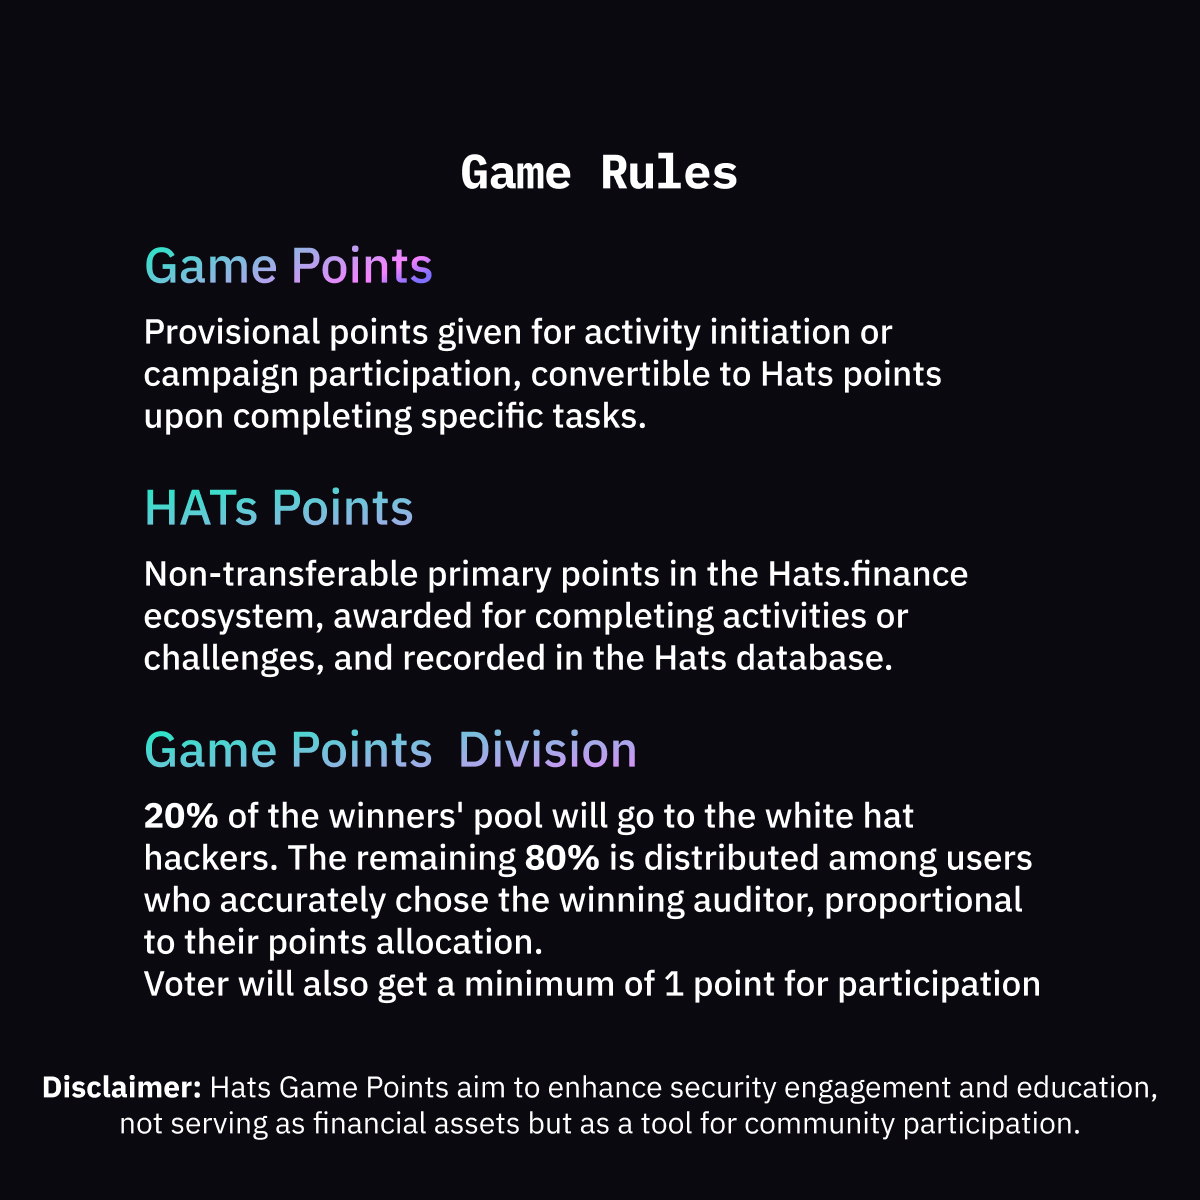 Game Rules
Game Points
Provisional points given for activity initiation or
campaign participation, convertible to Hats points
upon completing specific tasks.
HATs Points
Non-transferable primary points in the Hats.finance
ecosystem, awarded for completing activities or
challenges, and recorded in the Hats database.
Game Points  Division
20% of the winners' pool will go to the white hat
hackers. The remaining 80% is distributed among users
who accurately chose the winning auditor, proportional
to their points allocation.
Voter will also get a minimum of 1 point for participation
Disclaimer: Hats Game Points aim to enhance security engagement and education,
not serving as financial assets but as a tool for community participation.